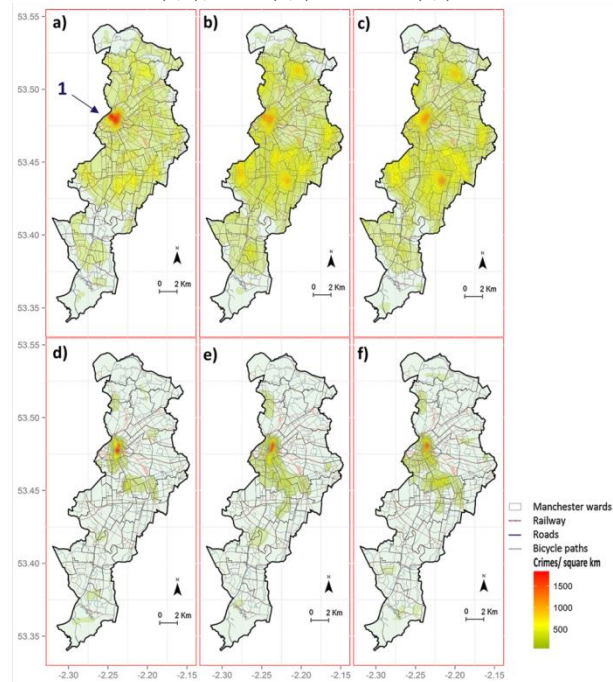 53.55
a)
b)
c)
1
53.50
53.45
53.40
53.35
N
0 2 Km
N
0 2 Km
N
0 2 Km
d)
e)
f)
53.50
53.45
53.40
53.35
N
0 2 Km
N
0 2 Km
N
0 2 Km
-2.30 -2.25 -2.20 -2.15
-2.30 -2.25 -2.20 -2.15
-2.30 -2.25 -2.20 -2.15
Manchester wards
Railway
Roads
Bicycle paths
Crimes/ square km
1500
1000
500